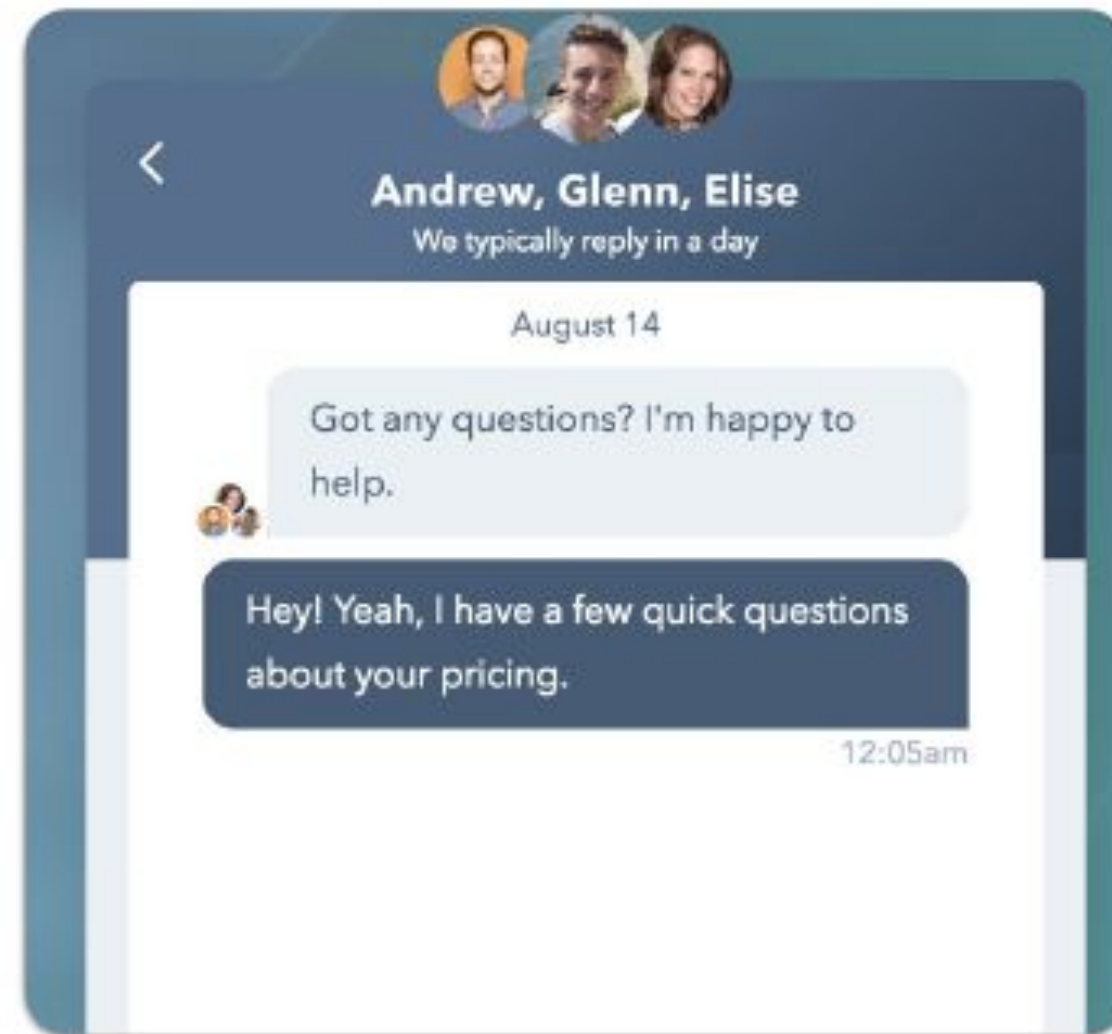 Andrew, Glenn, Elise
We typically reply in a day
August 14
Got any questions? I'm happy to
help.
Hey! Yeah, I have a few quick questions
about your pricing.
12:05am